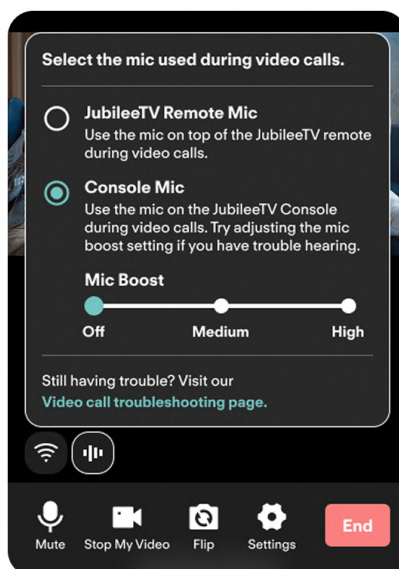 Select the mic used during video calls.
JubileeTV Remote Mic
Use the mic on top of the JubileeTV remote
during video calls.
Console Mic
Use the mic on the JubileeTV Console
during video calls. Try adjusting the mic
boost setting if you have trouble hearing.
Mic Boost
Off Medium High
Still having trouble? Visit our
Video call troubleshooting page.
Mute Stop My Video Flip Settings End